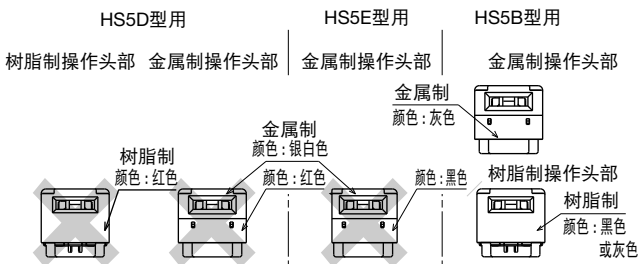 HS5D型用 HS5E型用 HS5B型用
树脂制操作头部 金属制操作头部 金属制操作头部 金属制操作头部
金属制
颜色：灰色
金属制
颜色：银白色
树脂制
颜色：红色
颜色：红色
颜色：黑色
树脂制操作头部
树脂制
颜色：黑色
或灰色